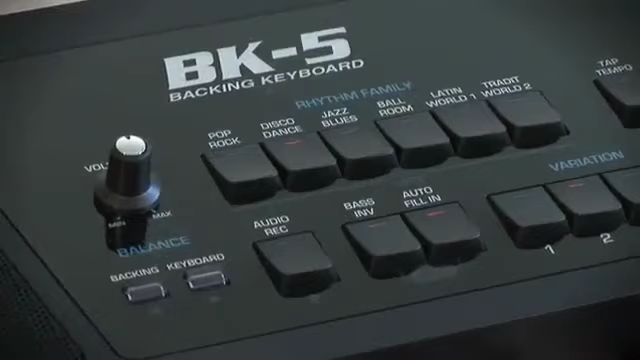 BK-5
BACKING KEYBOARD
RHYTHM FAMILY
POP
ROCK
DISCO
DANCE
JAZZ
BLUES
BALL
ROOM
LATIN
WORLD 1
TRADIT
WORLD 2
TAP
TEMPO
VOL
MIN
MAX
BALANCE
BACKING
KEYBOARD
AUDIO
REC
BASS
INV
AUTO
FILL IN
VARIATION
1
2